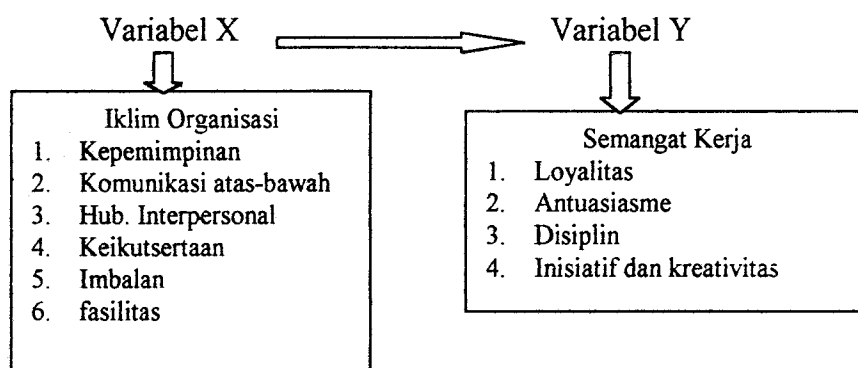 Variabel X
Variabel Y
Iklim Organisasi
1. Kepemimpinan
2. Komunikasi atas-bawah
3. Hub. Interpersonal
4. Keikutsertaan
5. Imbalan
6. fasilitas
Semangat Kerja
1. Loyalitas
2. Antuasiasme
3. Disiplin
4. Inisiatif dan kreativitas